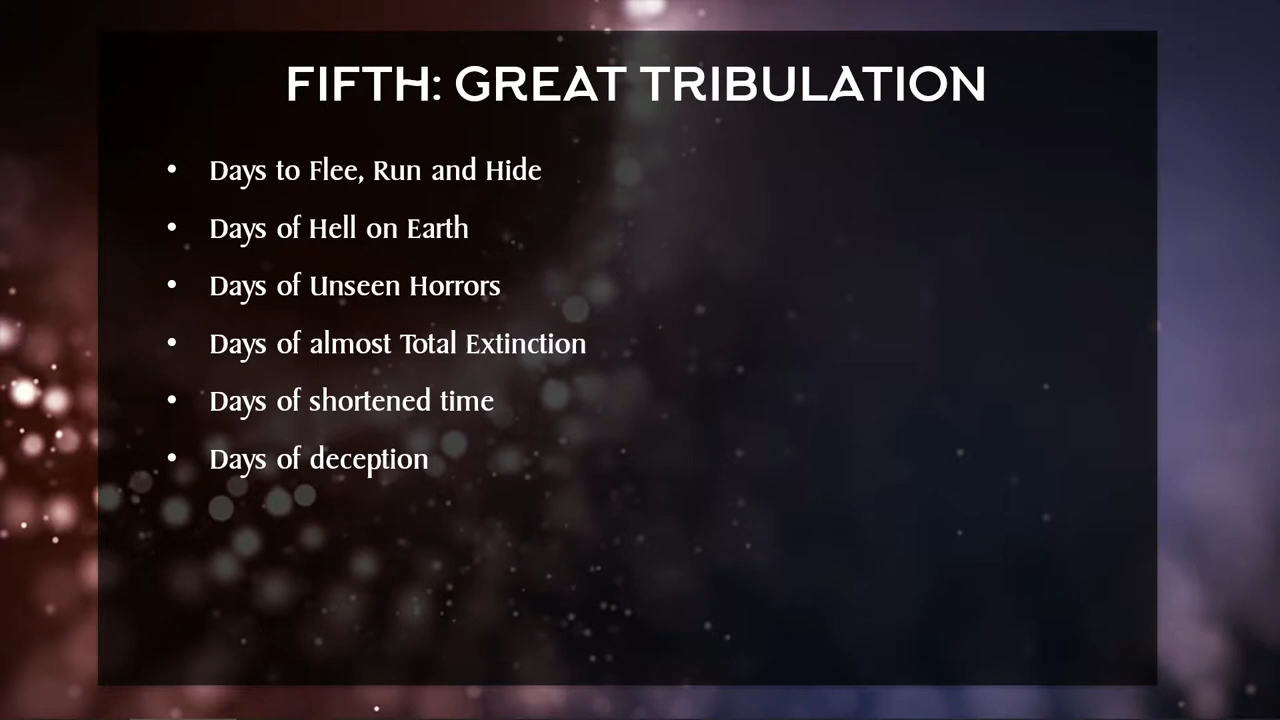 FIFTH: GREAT TRIBULATION
• Days to Flee, Run and Hide
• Days of Hell on Earth
• Days of Unseen Horrors
• Days of almost Total Extinction
• Days of shortened time
• Days of deception